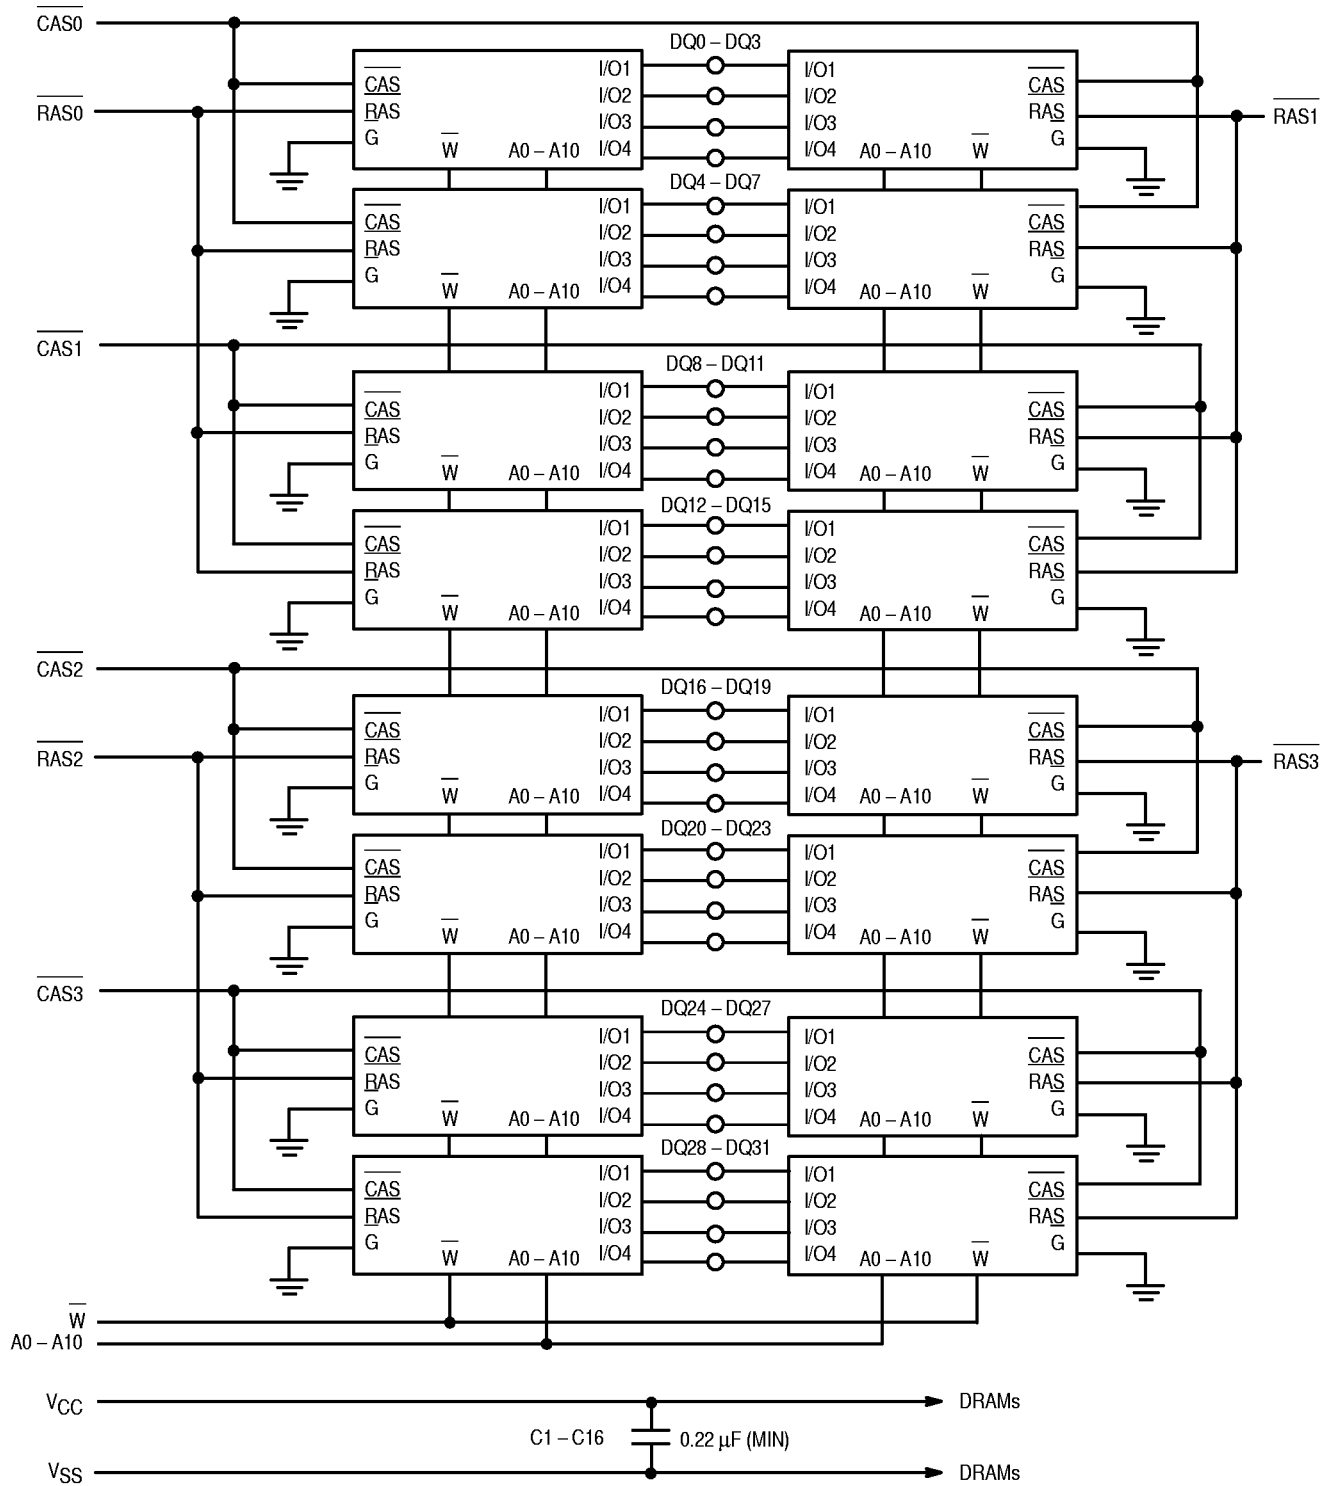 CAS0
DQ0 – DQ3
I/O1 I/O1
CAS CAS
I/O2 I/O2
RAS0 RAS RAS RAS1
I/O3 I/O3
G G
W A0 – A10 I/O4 I/O4 A0 – A10 W
DQ4 – DQ7
I/O1 I/O1
CAS CAS
I/O2 I/O2
RAS RAS
I/O3 I/O3
G G
W A0 – A10 I/O4 I/O4 A0 – A10 W
CAS1
DQ8 – DQ11
I/O1 I/O1
CAS CAS
I/O2 I/O2
RAS RAS
I/O3 I/O3
G G
W A0 – A10 I/O4 I/O4 A0 – A10 W
DQ12 – DQ15
I/O1 I/O1
CAS CAS
I/O2 I/O2
RAS RAS
I/O3 I/O3
G G
W A0 – A10 I/O4 I/O4 A0 – A10 W
CAS2
DQ16 – DQ19
I/O1 I/O1
CAS CAS
I/O2 I/O2
RAS2 RAS RAS RAS3
I/O3 I/O3
G G
W A0 – A10 I/O4 I/O4 A0 – A10 W
DQ20 – DQ23
I/O1 I/O1
CAS CAS
I/O2 I/O2
RAS RAS
I/O3 I/O3
G G
W A0 – A10 I/O4 I/O4 A0 – A10 W
CAS3
DQ24 – DQ27
I/O1 I/O1
CAS CAS
I/O2 I/O2
RAS RAS
I/O3 I/O3
G G
W A0 – A10 I/O4 I/O4 A0 – A10 W
DQ28 – DQ31
I/O1 I/O1
CAS CAS
I/O2 I/O2
RAS RAS
I/O3 I/O3
G G
W A0 – A10 I/O4 I/O4 A0 – A10 W
W
A0 – A10
VCC DRAMs
C1 – C16 0.22 µF (MIN)
VSS DRAMs